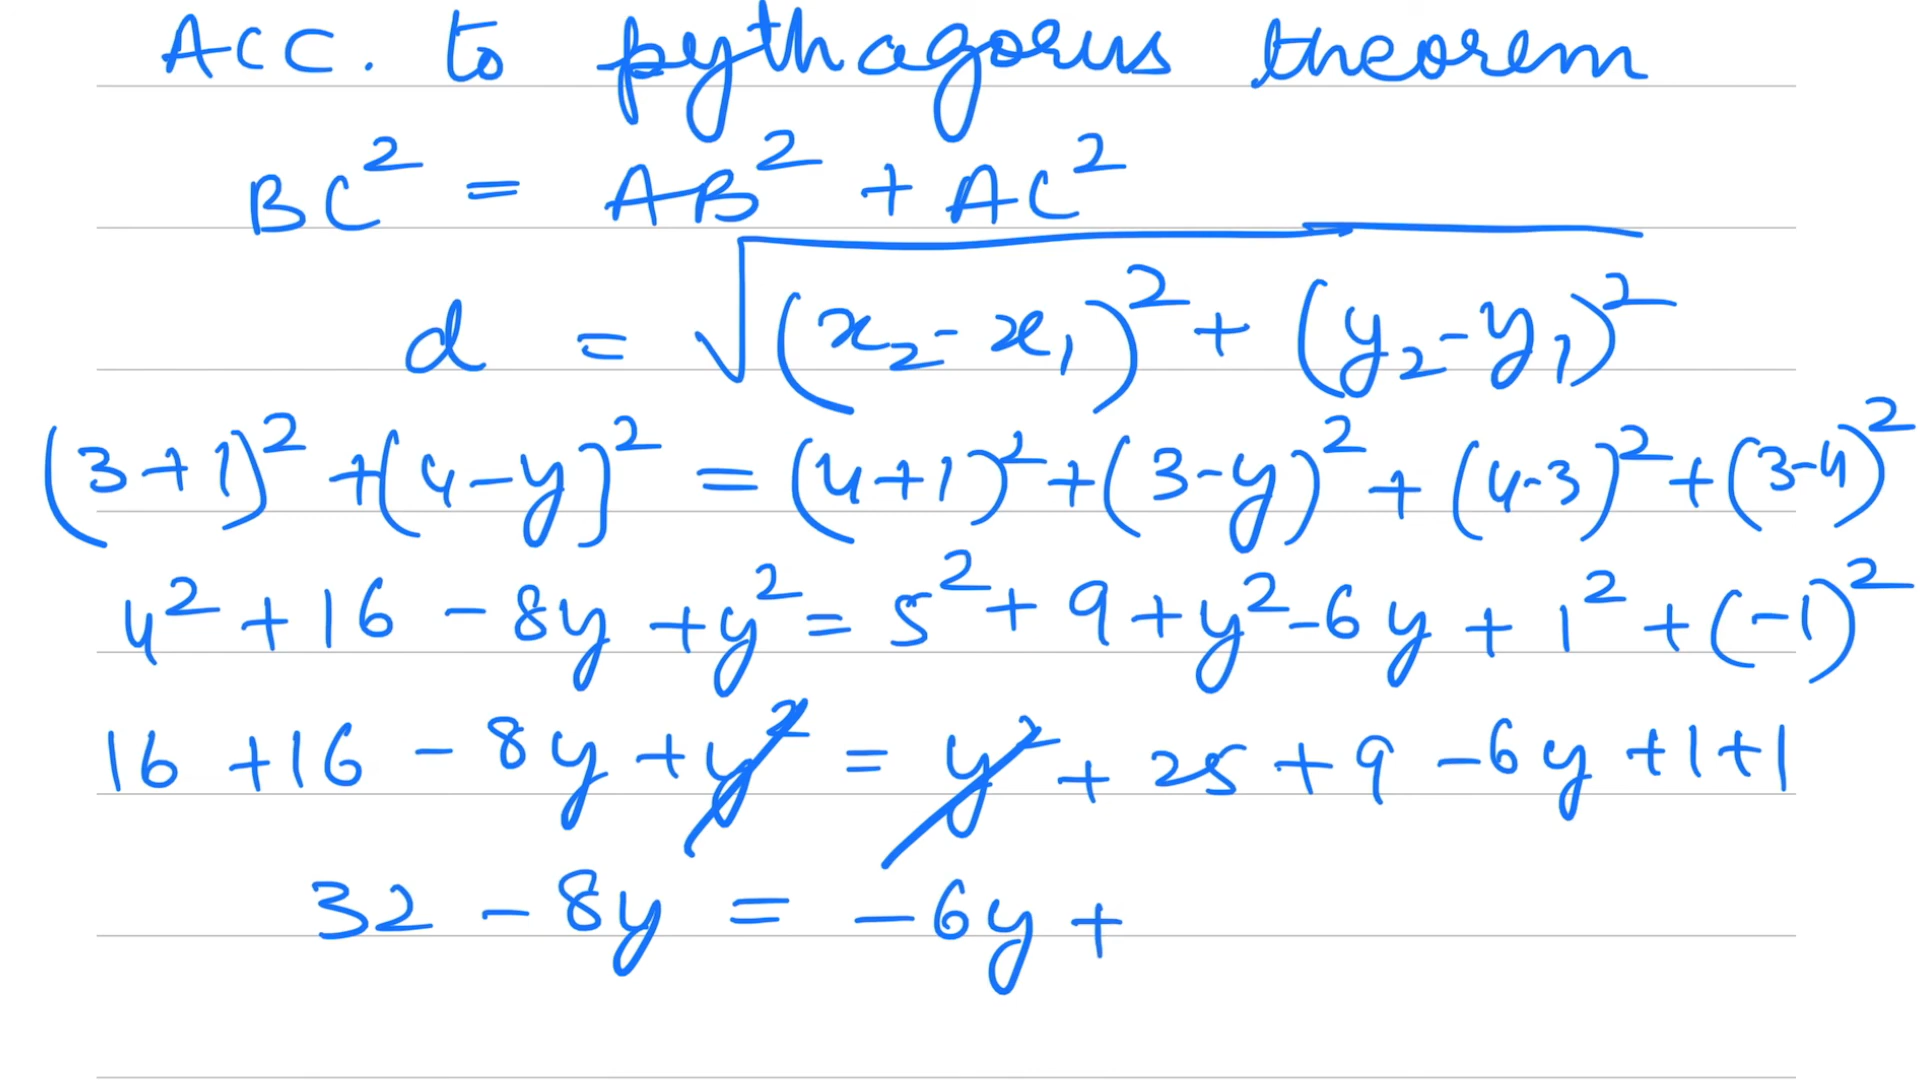 Acc. to pythagorus theorem
BC² = AB² + AC²
d = √(x₂-x₁)² + (y₂-y₁)²
(3+1)² + (4-y)² = (4+1)² + (3-y)² + (4-3)² + (3-4)²
4² + 16 - 8y + y² = 5² + 9 + y² - 6y + 1² + (-1)²
16 + 16 - 8y + y² = y² + 25 + 9 - 6y + 1 + 1
32 - 8y = -6y +